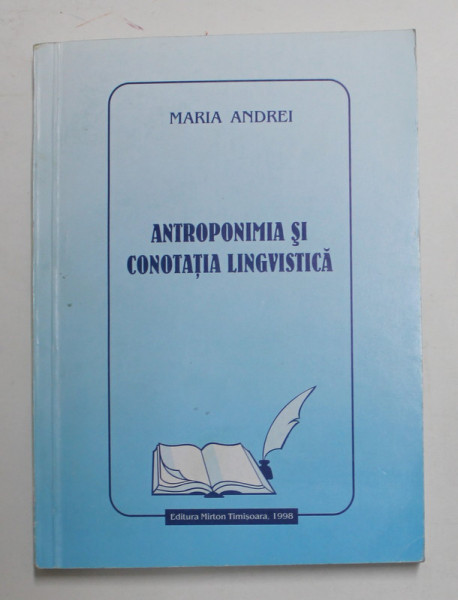 MARIA ANDREI
ANTROPONIMIA ŞI
CONOTAŢIA LINGVISTICĂ
Editura Mirton Timişoara, 1998